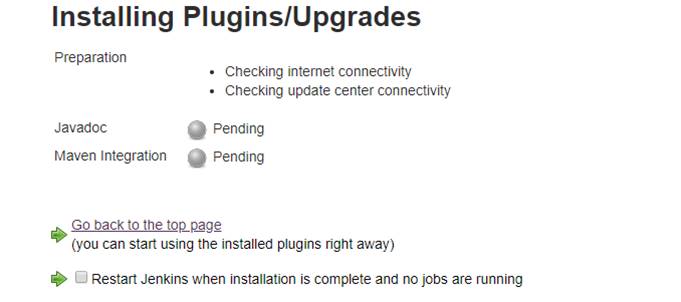 Installing Plugins/Upgrades
Preparation
• Checking internet connectivity
• Checking update center connectivity
Javadoc Pending
Maven Integration Pending
Go back to the top page
(you can start using the installed plugins right away)
Restart Jenkins when installation is complete and no jobs are running